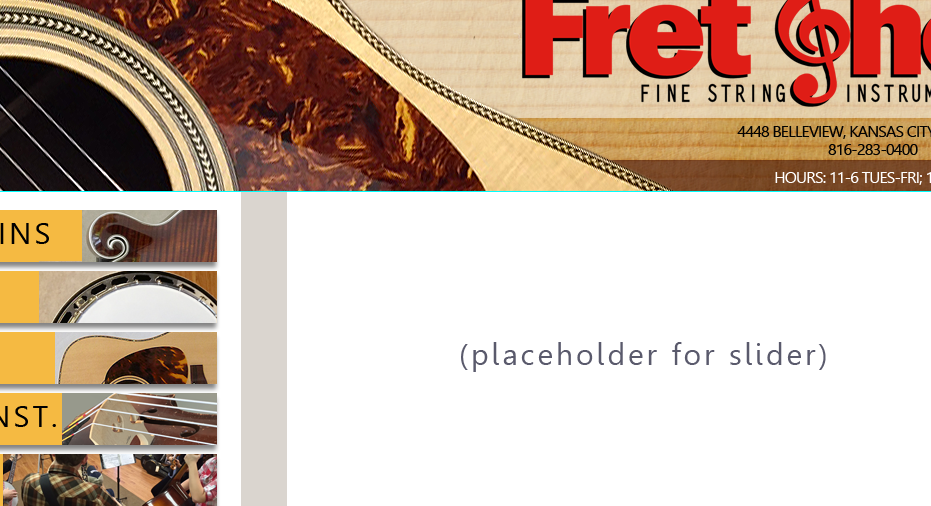 Fret
FINE STRING INSTRUM
4448 BELLEVIEW, KANSAS CITY
816-283-0400
HOURS: 11-6 TUES-FRI; 1
INS
(placeholder for slider)
NST.